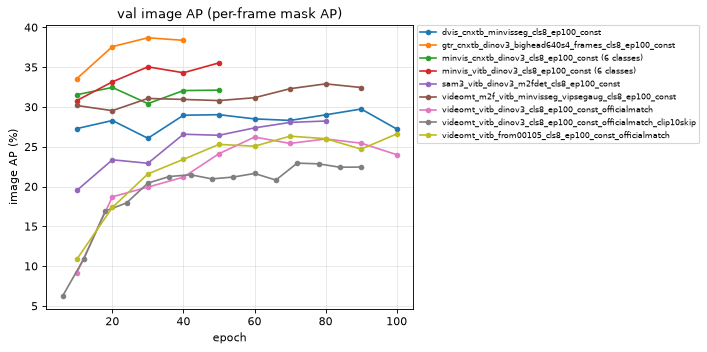 val image AP (per-frame mask AP)
image AP (%)
40
35
30
25
20
15
10
5
20
40
60
80
100
epoch
dvis_cnxtb_minvisseg_cls8_ep100_const
gtr_cnxtb_dinov3_bighead640s4_frames_cls8_ep100_const
minvis_cnxtb_dinov3_cls8_ep100_const (6 classes)
minvis_vitb_dinov3_cls8_ep100_const (6 classes)
sam3_vitb_dinov3_m2fdet_cls8_ep100_const
videomt_m2f_vitb_minvisseg_vipsegaug_cls8_ep100_const
videomt_vitb_dinov3_cls8_ep100_const_officialmatch
videomt_vitb_dinov3_cls8_ep100_const_officialmatch_clip10skip
videomt_vitb_from00105_cls8_ep100_const_officialmatch